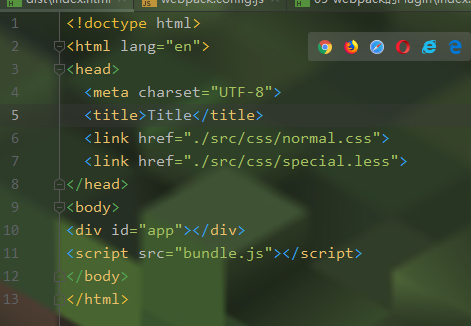 dist\index.html webpack.config.js index
1 <!doctype html>
2 <html lang="en">
3 <head>
4 <meta charset="UTF-8">
5 <title>Title</title>
6 <link href="./src/css/normal.css">
7 <link href="./src/css/special.less">
8 </head>
9 <body>
10 <div id="app"></div>
11 <script src="bundle.js"></script>
12 </body>
13 </html>